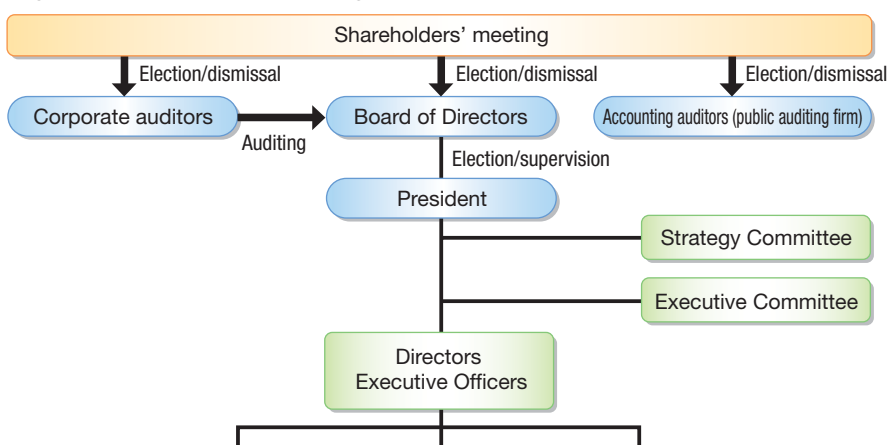 Shareholders' meeting
Election/dismissal
Election/dismissal
Election/dismissal
Corporate auditors
Auditing
Board of Directors
Accounting auditors (public auditing firm)
Election/supervision
President
Strategy Committee
Executive Committee
Directors
Executive Officers